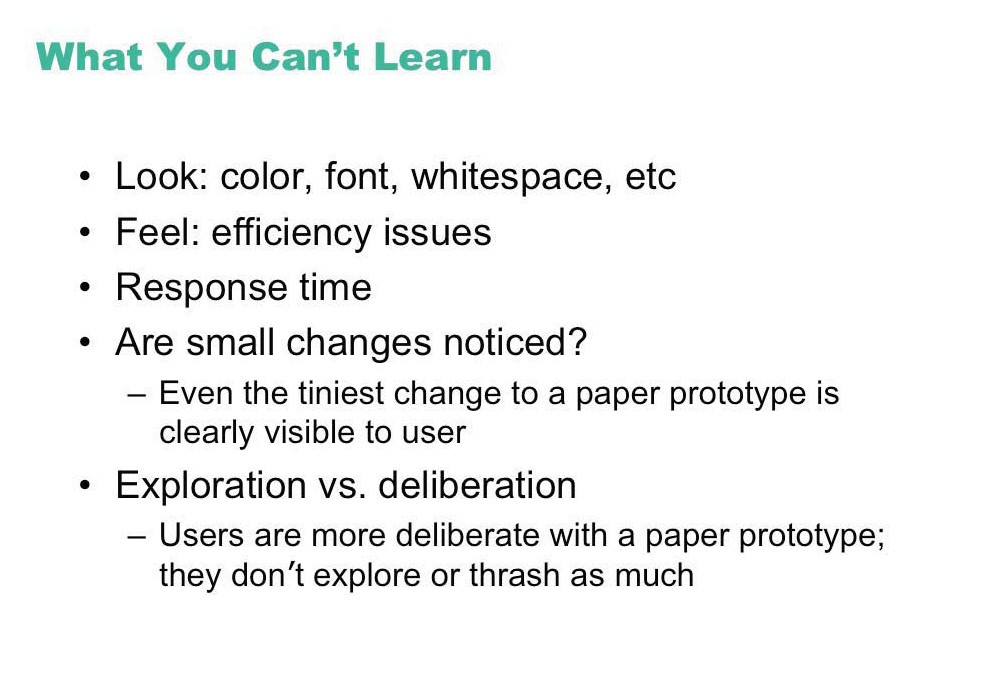 What You Can’t Learn
• Look: color, font, whitespace, etc
• Feel: efficiency issues
• Response time
• Are small changes noticed?
– Even the tiniest change to a paper prototype is
clearly visible to user
• Exploration vs. deliberation
– Users are more deliberate with a paper prototype;
they don’t explore or thrash as much